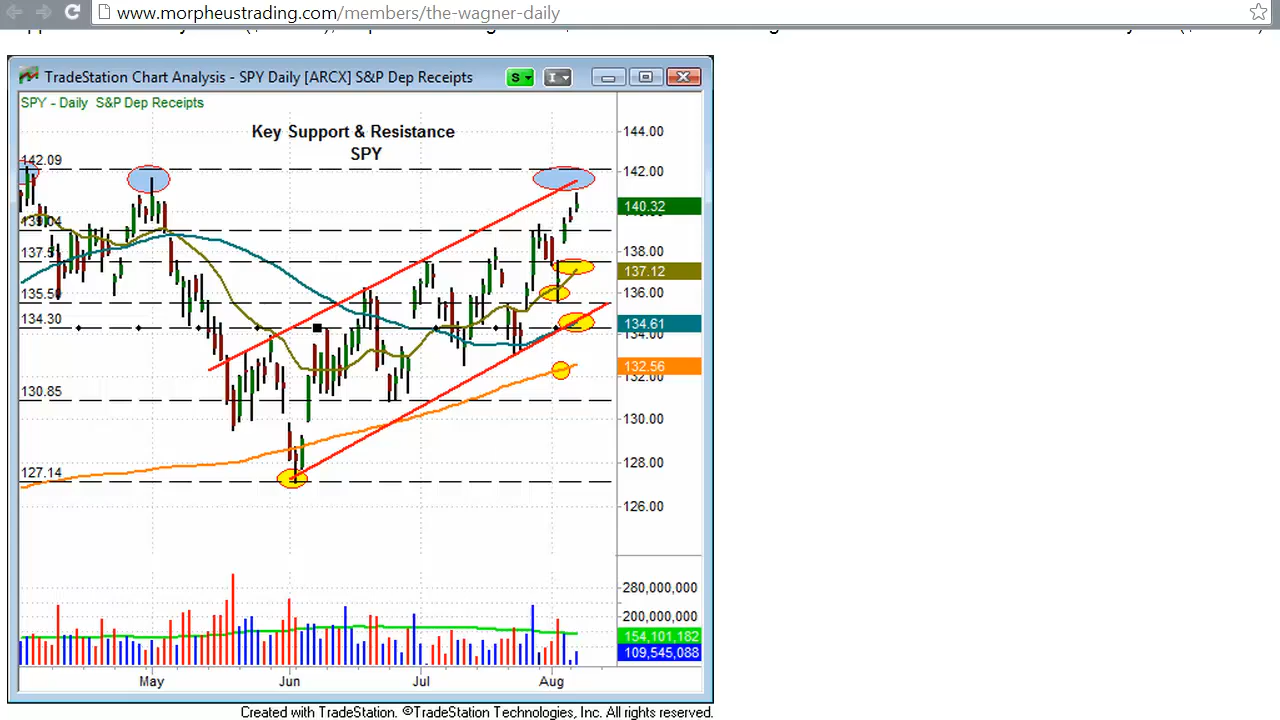 www.morpheustrading.com/members/the-wagner-daily
TradeStation Chart Analysis - SPY Daily [ARCX] S&P Dep Receipts
S
I
SPY - Daily S&P Dep Receipts
Key Support & Resistance
SPY
144.00
142.09
142.00
140.32
139.04
138.00
137.51
137.12
136.00
135.50
134.30
134.61
134.00
132.56
132.00
130.85
130.00
128.00
127.14
126.00
280,000,000
200,000,000
154,101,182
109,545,088
May Jun Jul Aug
Created with TradeStation. ©TradeStation Technologies, Inc. All rights reserved.